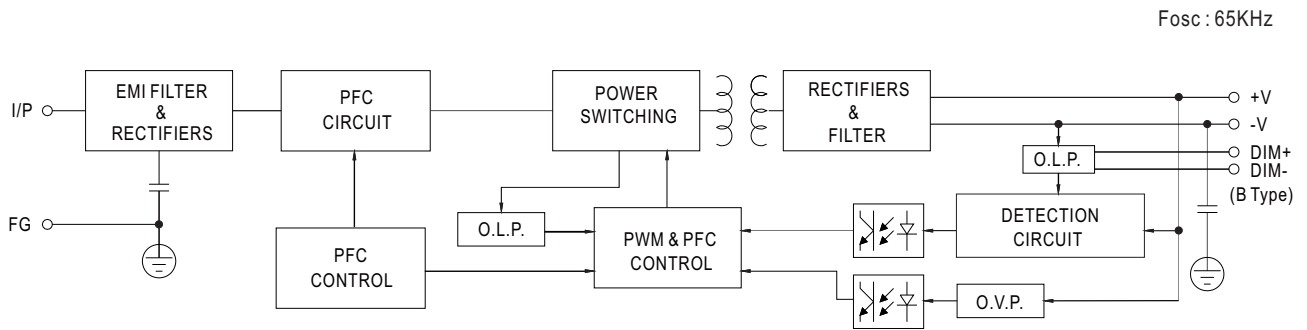 Fosc : 65KHz
I/P
EMI FILTER
&
RECTIFIERS
PFC
CIRCUIT
POWER
SWITCHING
RECTIFIERS
&
FILTER
+V
-V
O.L.P.
DIM+
DIM-
(B Type)
FG
O.L.P.
PFC
CONTROL
PWM & PFC
CONTROL
DETECTION
CIRCUIT
O.V.P.